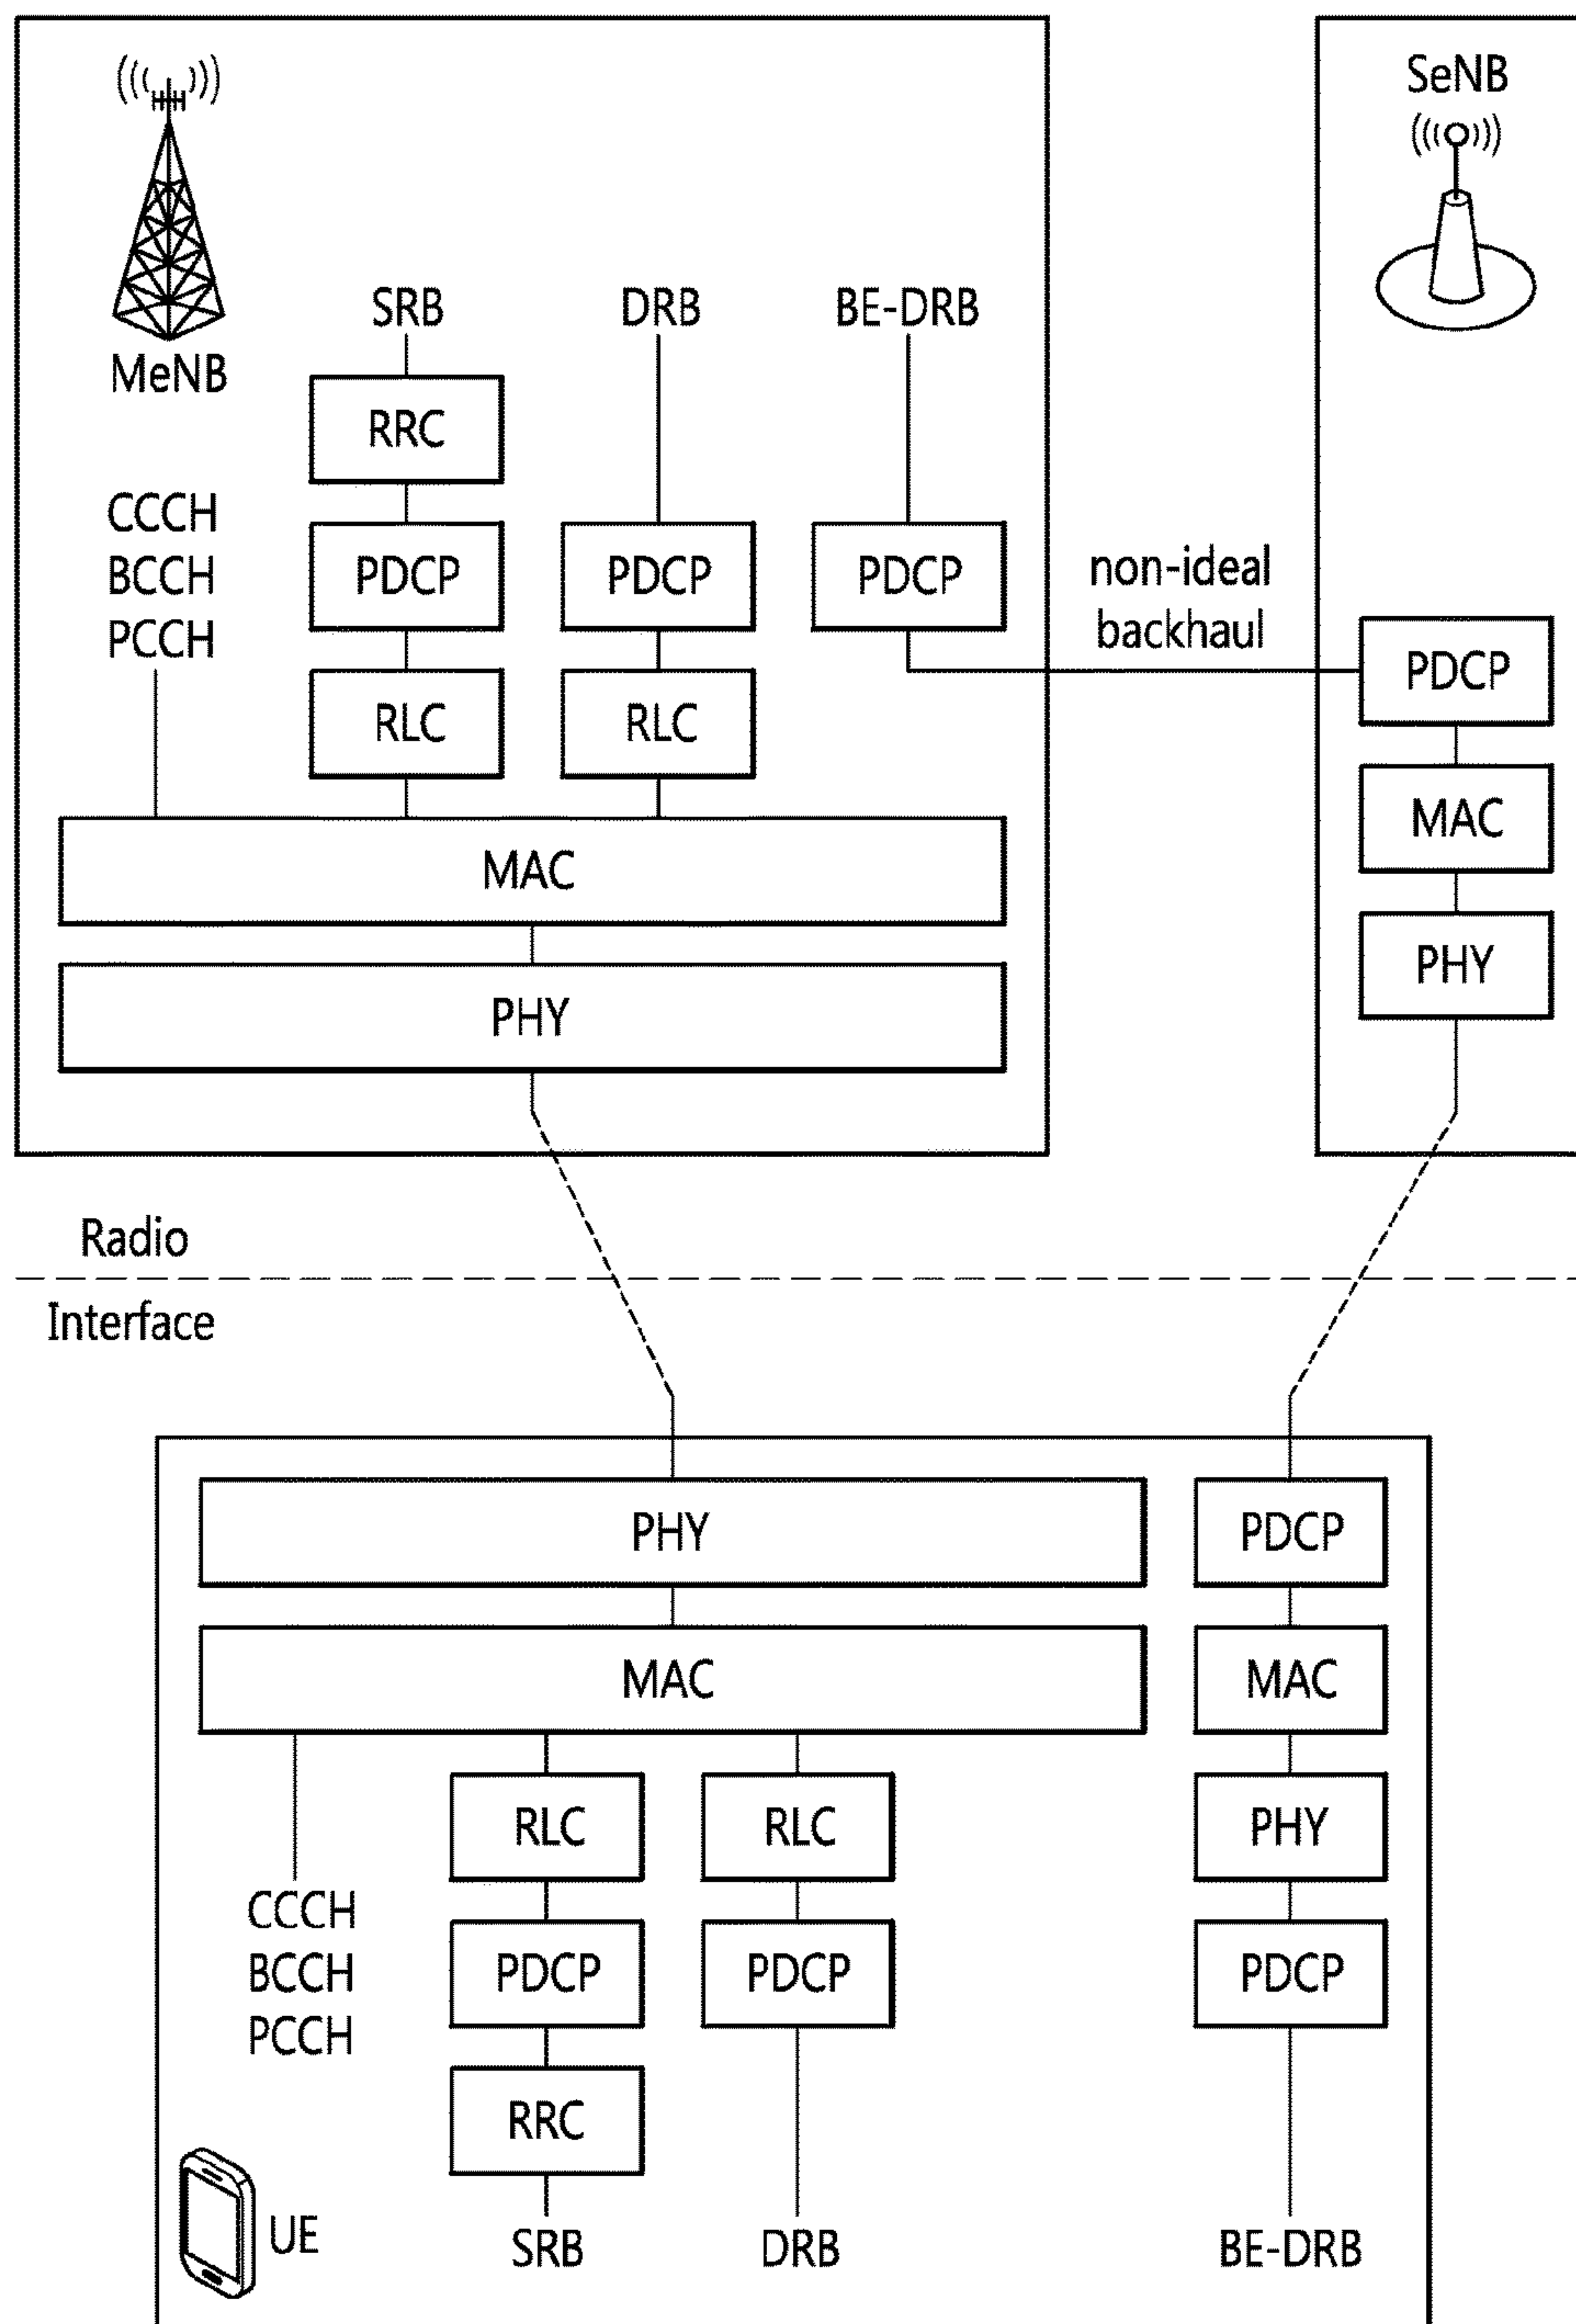 SeNB
SRB
DRB
BE-DRB
MeNB
RRC
CCCH
BCCH
PCCH
PDCP
PDCP
PDCP
non-ideal
backhaul
PDCP
RLC
RLC
MAC
MAC
PHY
PHY
Radio
Interface
PHY
PDCP
MAC
MAC
RLC
RLC
PHY
CCCH
BCCH
PCCH
PDCP
PDCP
PDCP
RRC
UE
SRB
DRB
BE-DRB